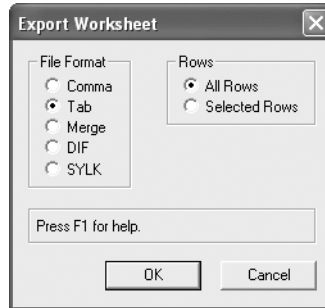 Export Worksheet
File Format
Comma
Tab
Merge
DIF
SYLK
Rows
All Rows
Selected Rows
Press F1 for help.
OK
Cancel